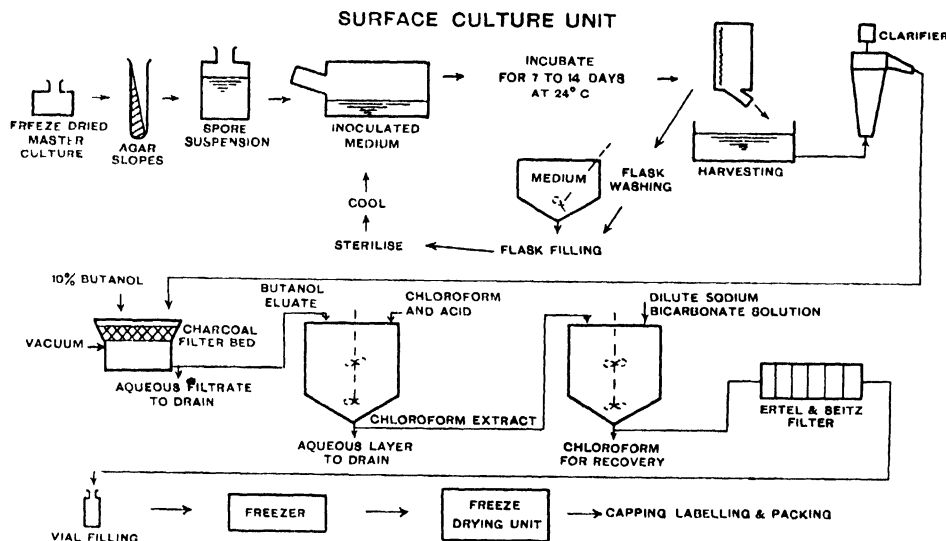 SURFACE CULTURE UNIT
FREEZE DRIED
MASTER
CULTURE
AGAR
SLOPES
SPORE
SUSPENSION
INOCULATED
MEDIUM
INCUBATE
FOR 7 TO 14 DAYS
AT 24° C
HARVESTING
CLARIFIER
MEDIUM
FLASK
WASHING
FLASK FILLING
STERILISE
COOL
10% BUTANOL
VACUUM
CHARCOAL
FILTER BED
AQUEOUS FILTRATE
TO DRAIN
BUTANOL
ELUATE
CHLOROFORM
AND ACID
CHLOROFORM EXTRACT
AQUEOUS LAYER
TO DRAIN
DILUTE SODIUM
BICARBONATE SOLUTION
CHLOROFORM
FOR RECOVERY
ERTEL & SEITZ
FILTER
VIAL FILLING
FREEZER
FREEZE
DRYING UNIT
CAPPING LABELLING & PACKING